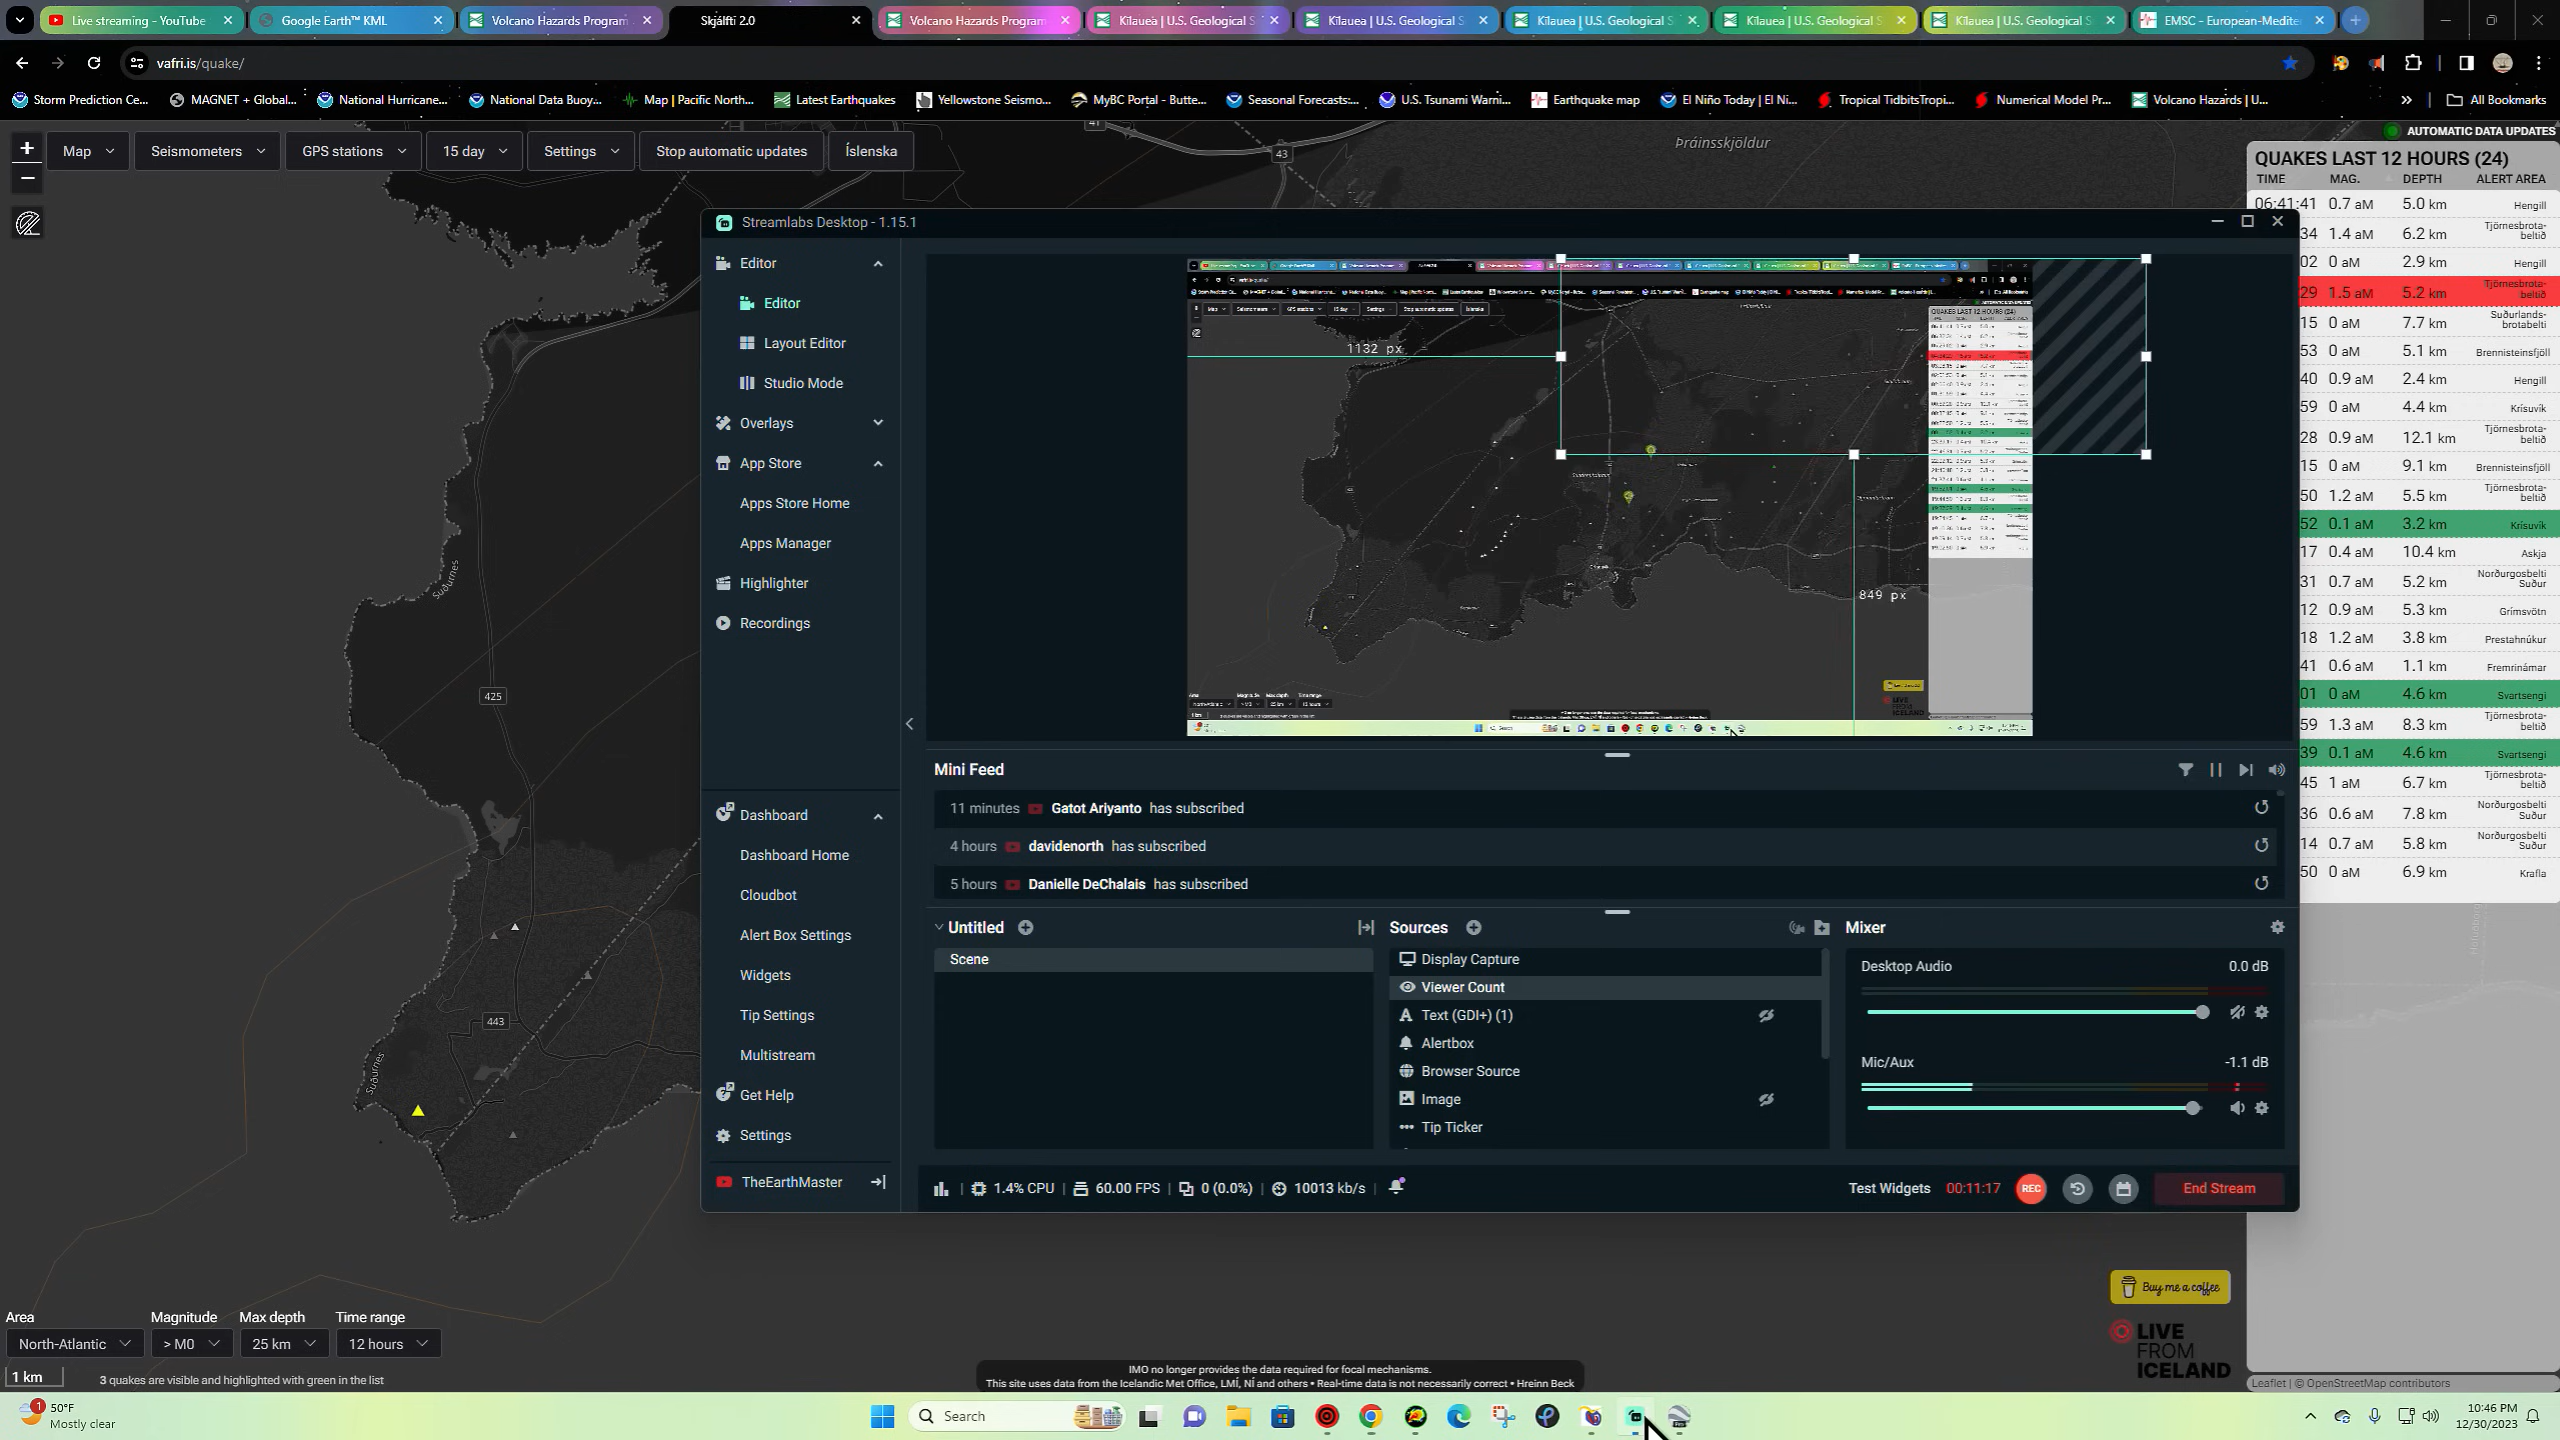 Live streaming - YouTube
Google Earth™ KML
Volcano Hazards Program
Skjálfti 2.0
Volcano Hazards Program
Kīlauea | U.S. Geological S
Kīlauea | U.S. Geological S
Kīlauea | U.S. Geological S
Kīlauea | U.S. Geological S
Kīlauea | U.S. Geological S
EMSC - European-Mediter
vafri.is/quake/
Storm Prediction Ce...
MAGNET + Global...
National Hurricane...
National Data Buoy...
Map | Pacific North...
Latest Earthquakes
Yellowstone Seismo...
MyBC Portal - Butte...
Seasonal Forecasts:...
U.S. Tsunami Warni...
Earthquake map
El Niño Today | El Ni...
Tropical TidbitsTropi...
Numerical Model Pr...
Volcano Hazards | U...
All Bookmarks
Map
Seismometers
GPS stations
15 day
Settings
Stop automatic updates
Íslenska
41
43
Þráinsskjöldur
AUTOMATIC DATA UPDATES
QUAKES LAST 12 HOURS (24)
TIME MAG. DEPTH ALERT AREA
06:41:41 0.7 aM 5.0 km Hengill
34 1.4 aM 6.2 km Tjörnesbrota-
beltið
02 0 aM 2.9 km Hengill
29 1.5 aM 5.2 km Tjörnesbrota-
beltið
15 0 aM 7.7 km Suðurlands-
brotabelti
53 0 aM 5.1 km Brennisteinsfjöll
40 0.9 aM 2.4 km Hengill
59 0 aM 4.4 km Krísuvík
28 0.9 aM 12.1 km Tjörnesbrota-
beltið
15 0 aM 9.1 km Brennisteinsfjöll
50 1.2 aM 5.5 km Tjörnesbrota-
beltið
52 0.1 aM 3.2 km Krísuvík
17 0.4 aM 10.4 km Askja
31 0.7 aM 5.2 km Norðurgosbelti
Suður
12 0.9 aM 5.3 km Grímsvötn
18 1.2 aM 3.8 km Prestahnúkur
41 0.6 aM 1.1 km Fremrinámar
01 0 aM 4.6 km Svartsengi
59 1.3 aM 8.3 km Tjörnesbrota-
beltið
39 0.1 aM 4.6 km Svartsengi
45 1 aM 6.7 km Tjörnesbrota-
beltið
36 0.6 aM 7.8 km Norðurgosbelti
Suður
14 0.7 aM 5.8 km Norðurgosbelti
Suður
50 0 aM 6.9 km Krafla
Streamlabs Desktop - 1.15.1
Editor
Editor
Layout Editor
Studio Mode
Overlays
App Store
Apps Store Home
Apps Manager
Highlighter
Recordings
Dashboard
Dashboard Home
Cloudbot
Alert Box Settings
Widgets
Tip Settings
Multistream
Get Help
Settings
TheEarthMaster
1132 px
849 px
Mini Feed
11 minutes Gatot Ariyanto has subscribed
4 hours davidenorth has subscribed
5 hours Danielle DeChalais has subscribed
Untitled
Scene
Sources
Display Capture
Viewer Count
Text (GDI+) (1)
Alertbox
Browser Source
Image
Tip Ticker
Mixer
Desktop Audio 0.0 dB
Mic/Aux -1.1 dB
1.4% CPU | 60.00 FPS | 0 (0.0%) | 10013 kb/s
Test Widgets 00:11:17 REC End Stream
Suðurnes
425
443
Suðurnes
Buy me a coffee
LIVE
FROM
ICELAND
Area Magnitude Max depth Time range
North-Atlantic > M0 25 km 12 hours
1 km
3 quakes are visible and highlighted with green in the list
IMO no longer provides the data required for focal mechanisms.
This site uses data from the Icelandic Met Office, LMÍ, NÍ and others • Real-time data is not necessarily correct • Hreinn Beck
Leaflet | © OpenStreetMap contributors
1
50°F
Mostly clear
Search
10:46 PM
12/30/2023